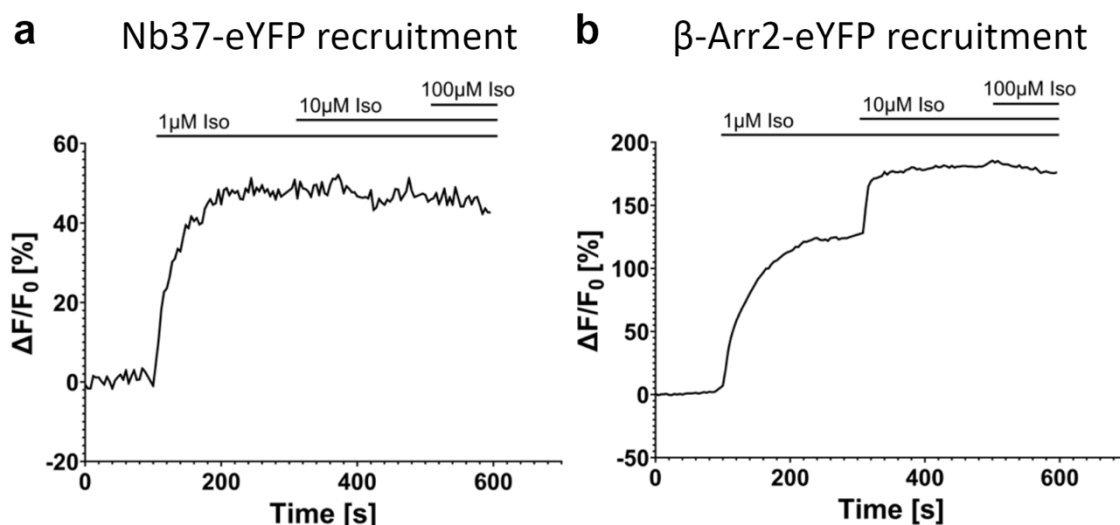 a Nb37-eYFP recruitment
100µM Iso
10µM Iso
1µM Iso
60
40
20
0
-20
ΔF/F0 [%]
0 200 400 600
Time [s]
b β-Arr2-eYFP recruitment
100µM Iso
10µM Iso
1µM Iso
200
150
100
50
0
-50
ΔF/F0 [%]
0 200 400 600
Time [s]